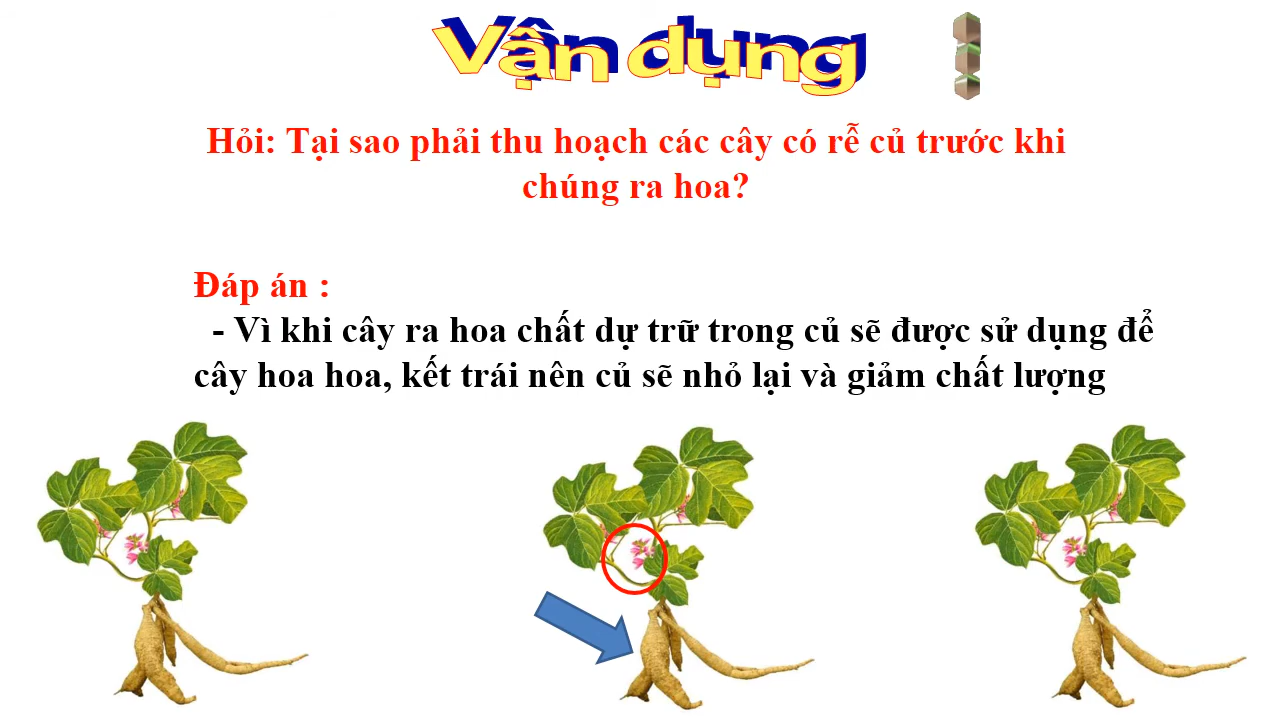 Vận dụng
Hỏi: Tại sao phải thu hoạch các cây có rễ củ trước khi
chúng ra hoa?
Đáp án :
- Vì khi cây ra hoa chất dự trữ trong củ sẽ được sử dụng để
cây hoa hoa, kết trái nên củ sẽ nhỏ lại và giảm chất lượng